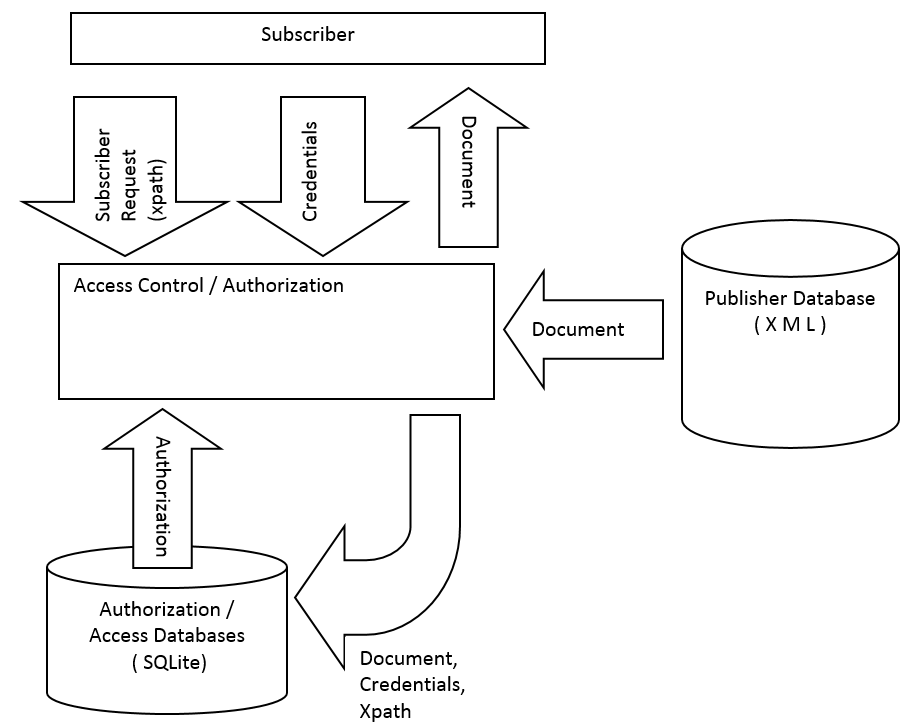 Subscriber
Subscriber
Request
(xpath)
Credentials
Document
Access Control / Authorization
Document
Publisher Database
( X M L )
Authorization
Authorization /
Access Databases
( SQLite)
Document,
Credentials,
Xpath